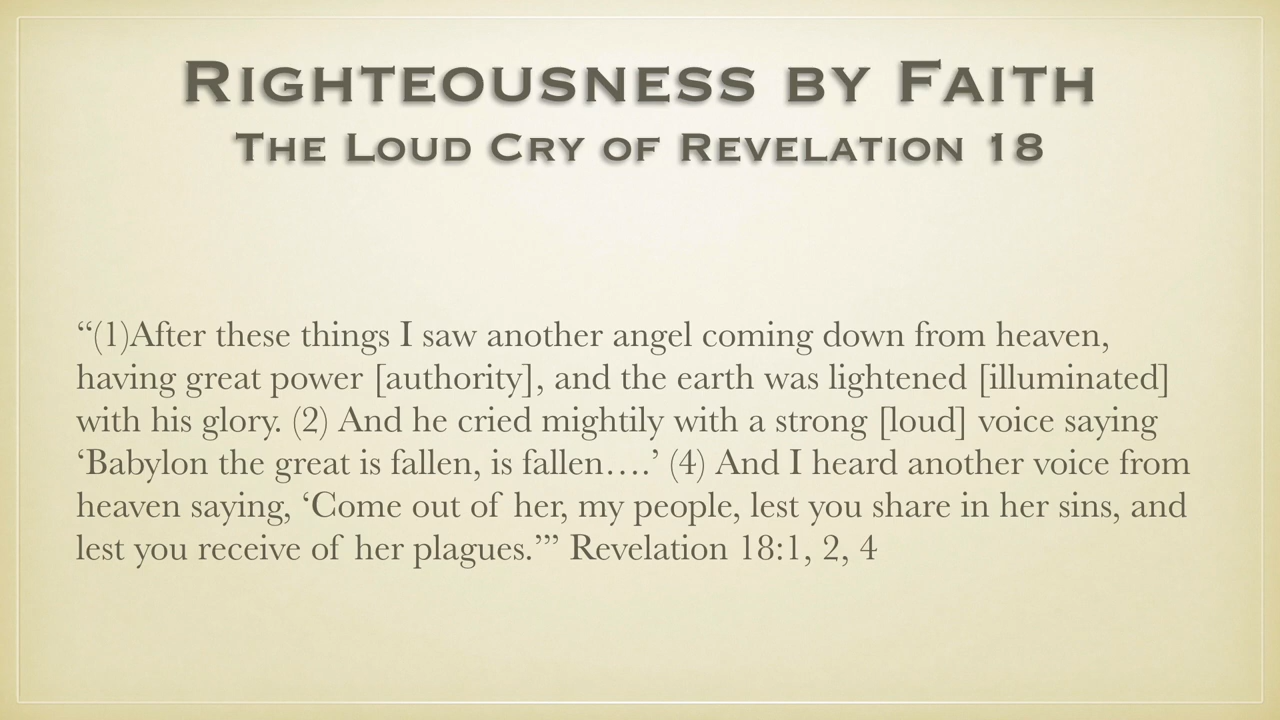 Righteousness by Faith
The Loud Cry of Revelation 18
“(1)After these things I saw another angel coming down from heaven,
having great power [authority], and the earth was lightened [illuminated]
with his glory. (2) And he cried mightily with a strong [loud] voice saying
‘Babylon the great is fallen, is fallen….’ (4) And I heard another voice from
heaven saying, ‘Come out of her, my people, lest you share in her sins, and
lest you receive of her plagues.’” Revelation 18:1, 2, 4